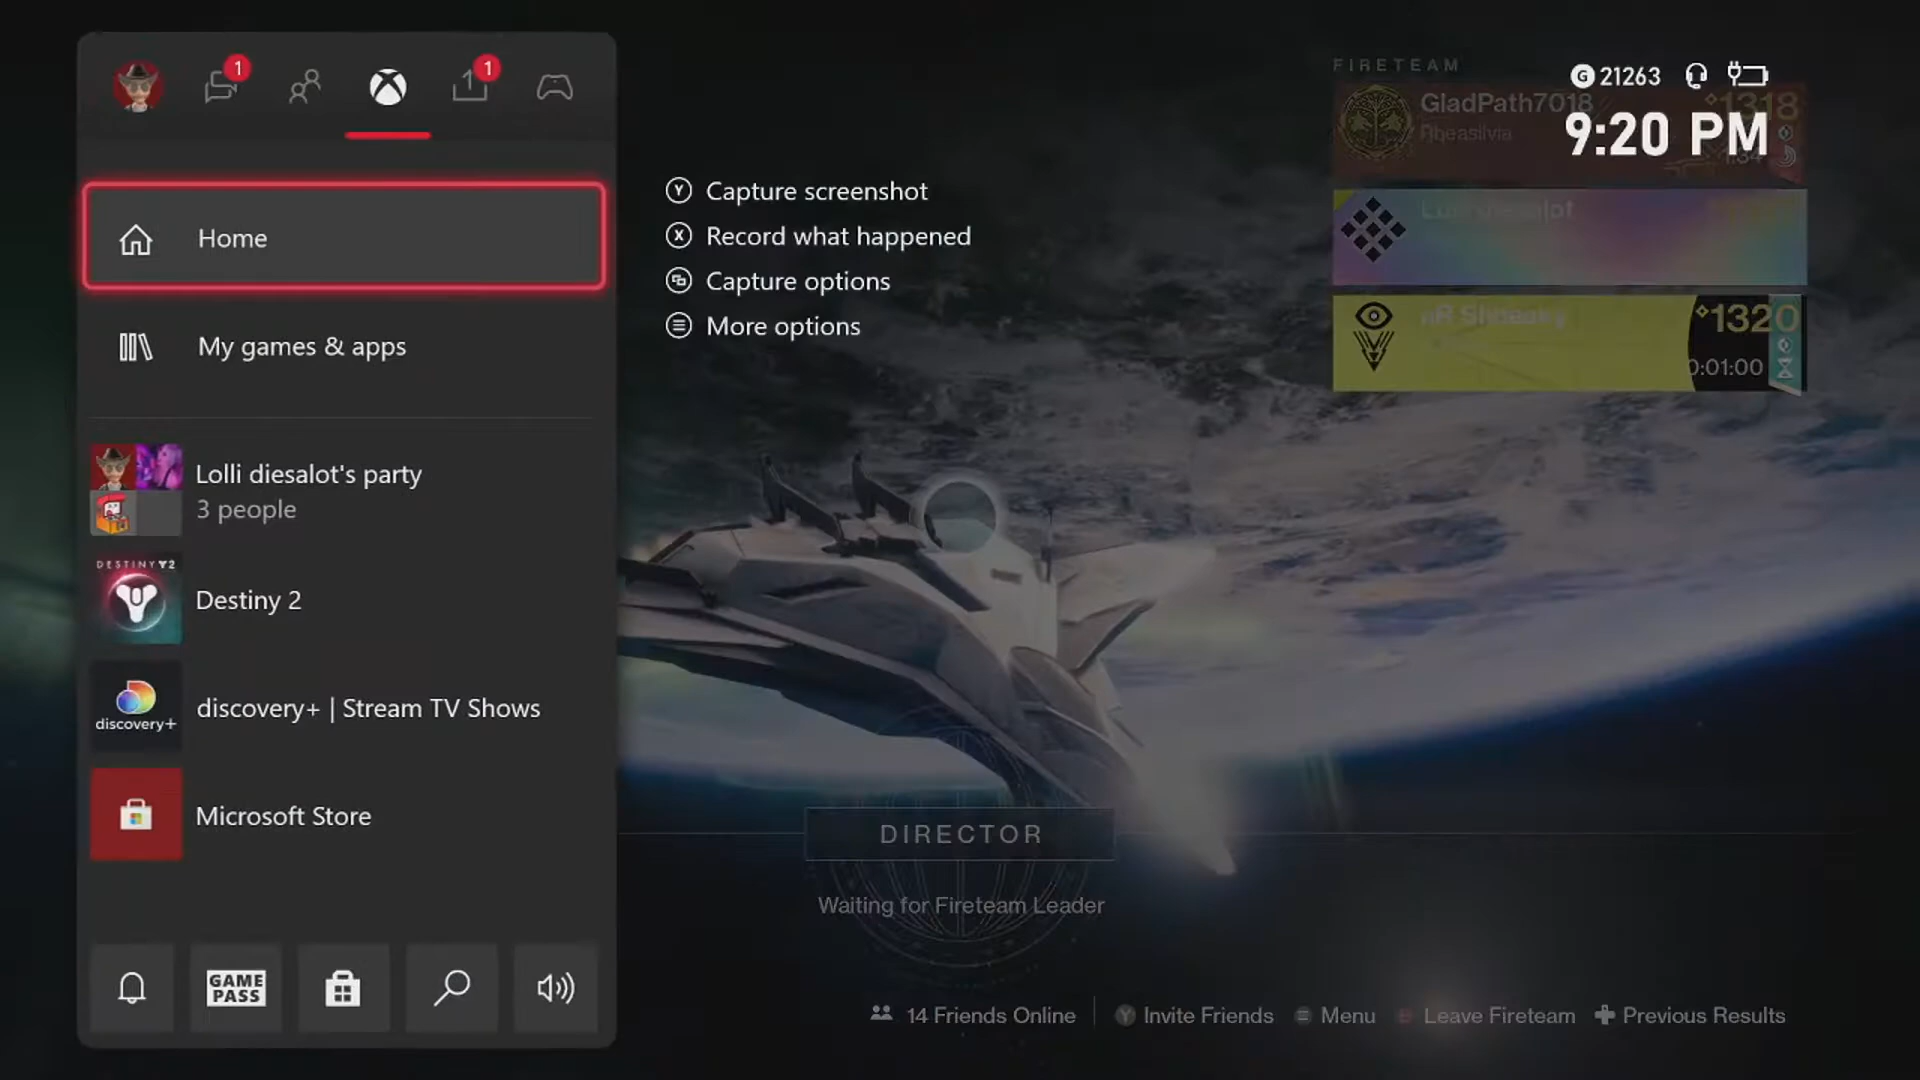 1
1
Home
My games & apps
Lolli diesalot's party
3 people
DESTINY 2
Destiny 2
discovery+
discovery+ | Stream TV Shows
Microsoft Store
GAME
PASS
Capture screenshot
Record what happened
Capture options
More options
FIRETEAM
G 21263
9:20 PM
GladPath7018
1318
Rheasilvia
1320
0:01:00
DIRECTOR
Waiting for Fireteam Leader
14 Friends Online
Y Invite Friends
Menu
Leave Fireteam
Previous Results